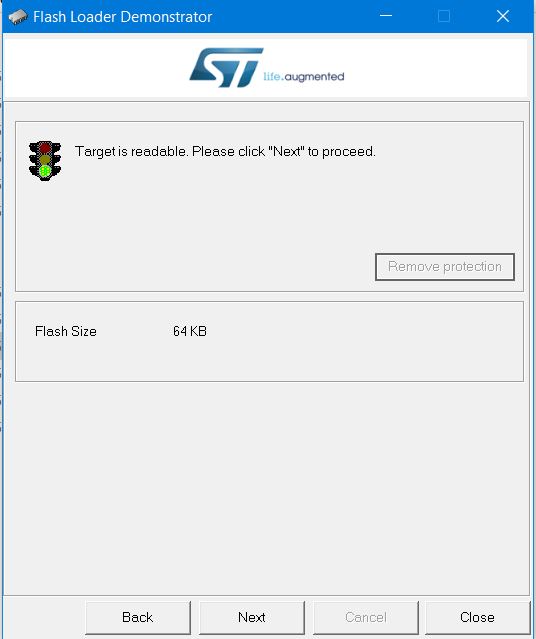 Flash Loader Demonstrator
ST life.augmented
Target is readable. Please click "Next" to proceed.
Remove protection
Flash Size 64 KB
Back Next Cancel Close